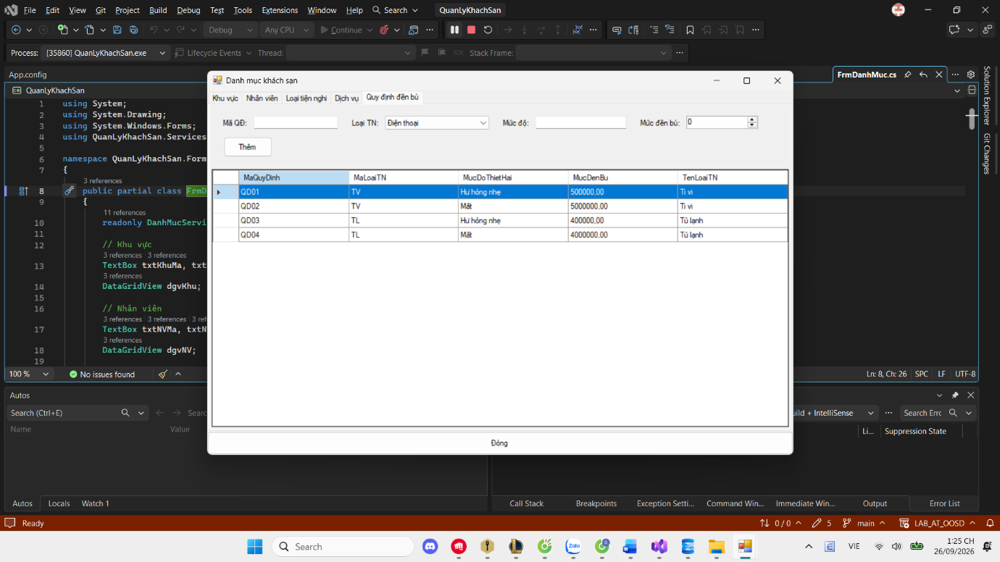 File Edit View Git Project Build Debug Test Tools Extensions Window Help Search QuanLyKhachSan
Debug Any CPU Continue
Process: [35860] QuanLyKhachSan.exe Lifecycle Events Thread: Stack Frame:
App.config
FrmDanhMuc.cs
QuanLyKhachSan
1 using System;
2 using System.Drawing;
3 using System.Windows.Forms;
4 using QuanLyKhachSan.Services
5
6 namespace QuanLyKhachSan.Form
7 {
3 references
8 public partial class FrmD
9 {
11 references
10 readonly DanhMucServi
11
12 // Khu vực
3 references | 3 references
13 TextBox txtKhuMa, txt
3 references
14 DataGridView dgvKhu;
15
16 // Nhân viên
3 references | 3 references | 3 ref
17 TextBox txtNVMa, txtN
3 references
18 DataGridView dgvNV;
19
100 % No issues found
Ln: 8, Ch: 26 SPC LF UTF-8
Solution Explorer
Git Changes
Danh mục khách sạn
Khu vực Nhân viên Loại tiện nghi Dịch vụ Quy định đền bù
Mã QĐ: Loại TN: Điện thoại Mức độ: Mức đền bù: 0
Thêm
MaQuyDinh MaLoaiTN MucDoThietHai MucDenBu TenLoaiTN
QD01 TV Hư hỏng nhẹ 500000,00 Ti vi
QD02 TV Mất 5000000,00 Ti vi
QD03 TL Hư hỏng nhẹ 400000,00 Tủ lạnh
QD04 TL Mất 4000000,00 Tủ lạnh
Đóng
Autos
Search (Ctrl+E) Searc
Name Value
uild + IntelliSense Search Errc
Li... Suppression State
Autos Locals Watch 1
Call Stack Breakpoints Exception Setti... Command Win... Immediate Win... Output Error List
Ready
0 / 0 5 main LAB_AT_OOSD
Search
Zalo
0
VIE
1:25 CH
26/09/2026